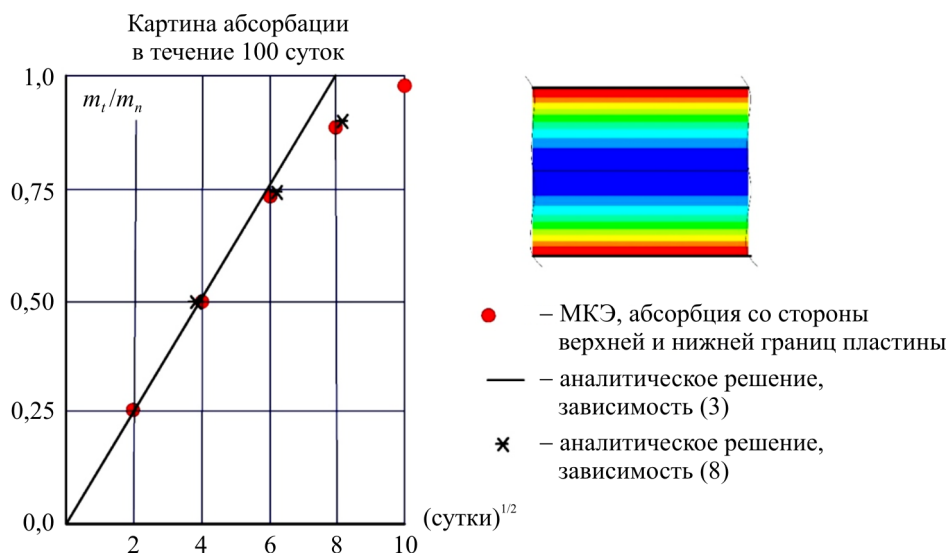 Картина абсорбации
в течение 100 суток
1,0
m_t/m_n
0,75
0,50
0,25
0,0
2 4 6 8 10
(сутки)^1/2
– МКЭ, абсорбция со стороны
верхней и нижней границ пластины
– аналитическое решение,
зависимость (3)
– аналитическое решение,
зависимость (8)